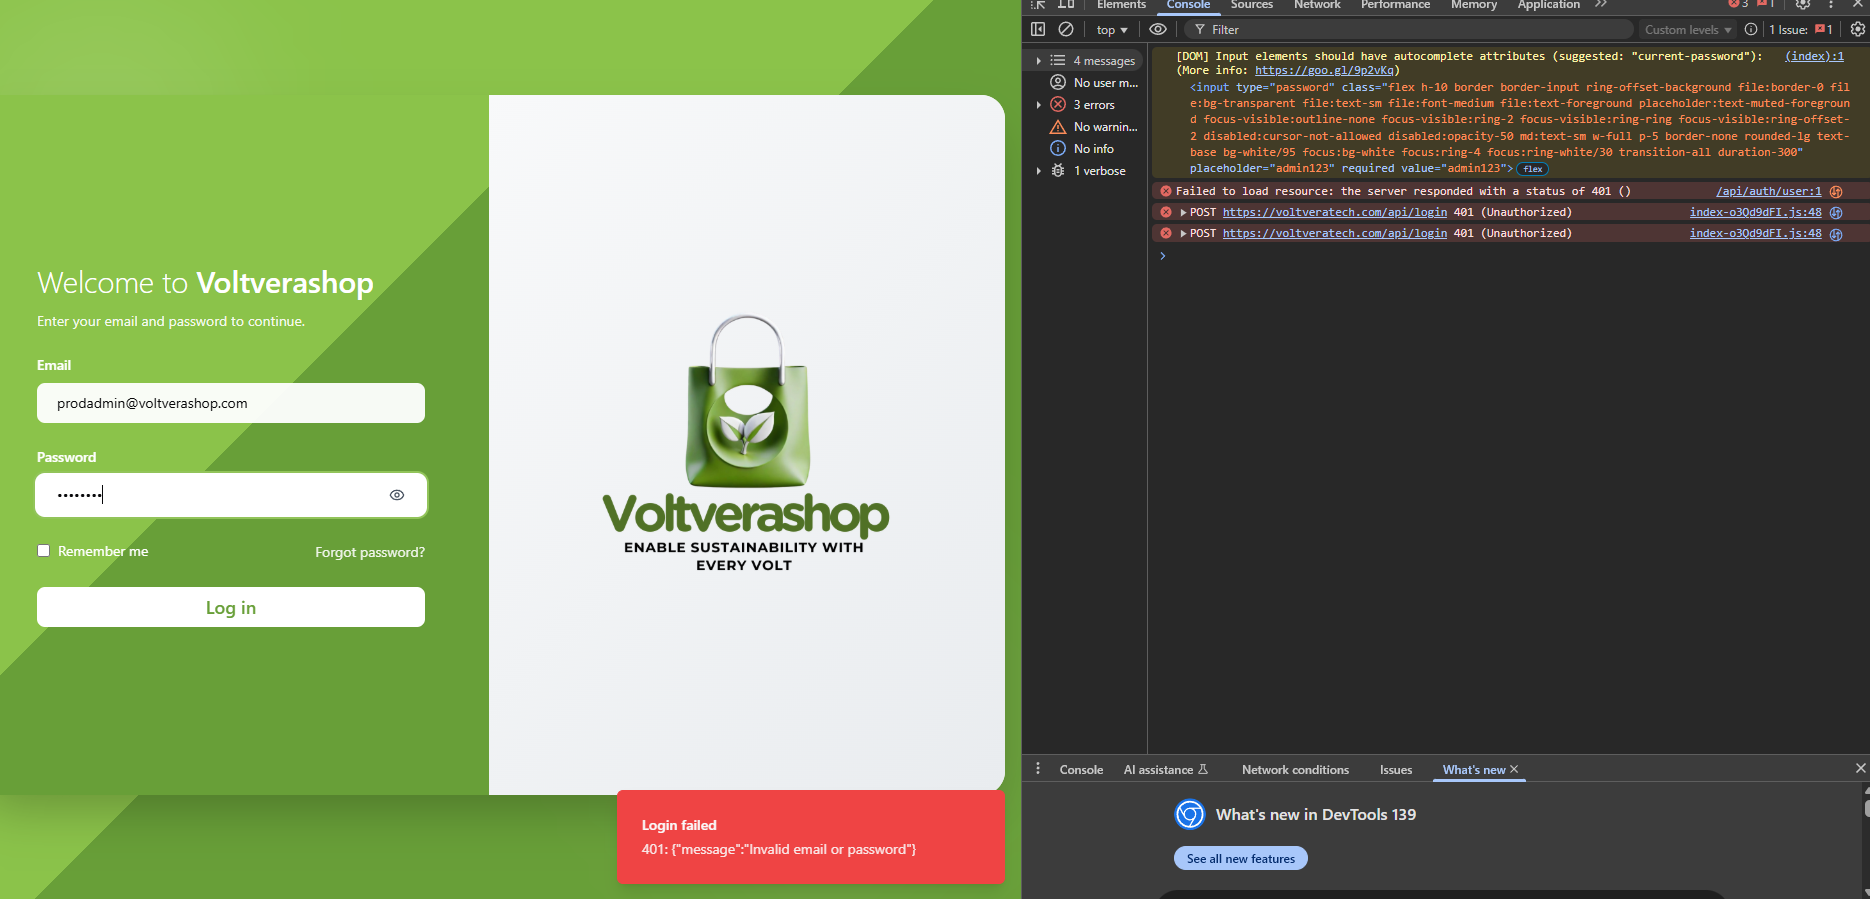 Welcome to Voltverashop
Enter your email and password to continue.
Email
prodadmin@voltverashop.com
Password
••••••••
Remember me
Forgot password?
Log in
Voltverashop
ENABLE SUSTAINABILITY WITH
EVERY VOLT
Login failed
401: {"message":"Invalid email or password"}
Elements
Console
Sources
Network
Performance
Memory
Application
3
1
top
Filter
Custom levels
1 Issue:
1
4 messages
No user m...
3 errors
No warnin...
No info
1 verbose
[DOM] Input elements should have autocomplete attributes (suggested: "current-password"): (index):1
(More info: https://goo.gl/9p2vKq)
<input type="password" class="flex h-10 border border-input ring-offset-background file:border-0 fil
e:bg-transparent file:text-sm file:font-medium file:text-foreground placeholder:text-muted-foregroun
d focus-visible:outline-none focus-visible:ring-2 focus-visible:ring-ring focus-visible:ring-offset-
2 disabled:cursor-not-allowed disabled:opacity-50 md:text-sm w-full p-5 border-none rounded-lg text-
base bg-white/95 focus:bg-white focus:ring-4 focus:ring-white/30 transition-all duration-300"
placeholder="admin123" required value="admin123"> flex
Failed to load resource: the server responded with a status of 401 () /api/auth/user:1
POST https://voltveratech.com/api/login 401 (Unauthorized) index-o3Qd9dFI.js:48
POST https://voltveratech.com/api/login 401 (Unauthorized) index-o3Qd9dFI.js:48
Console
AI assistance
Network conditions
Issues
What's new
What's new in DevTools 139
See all new features